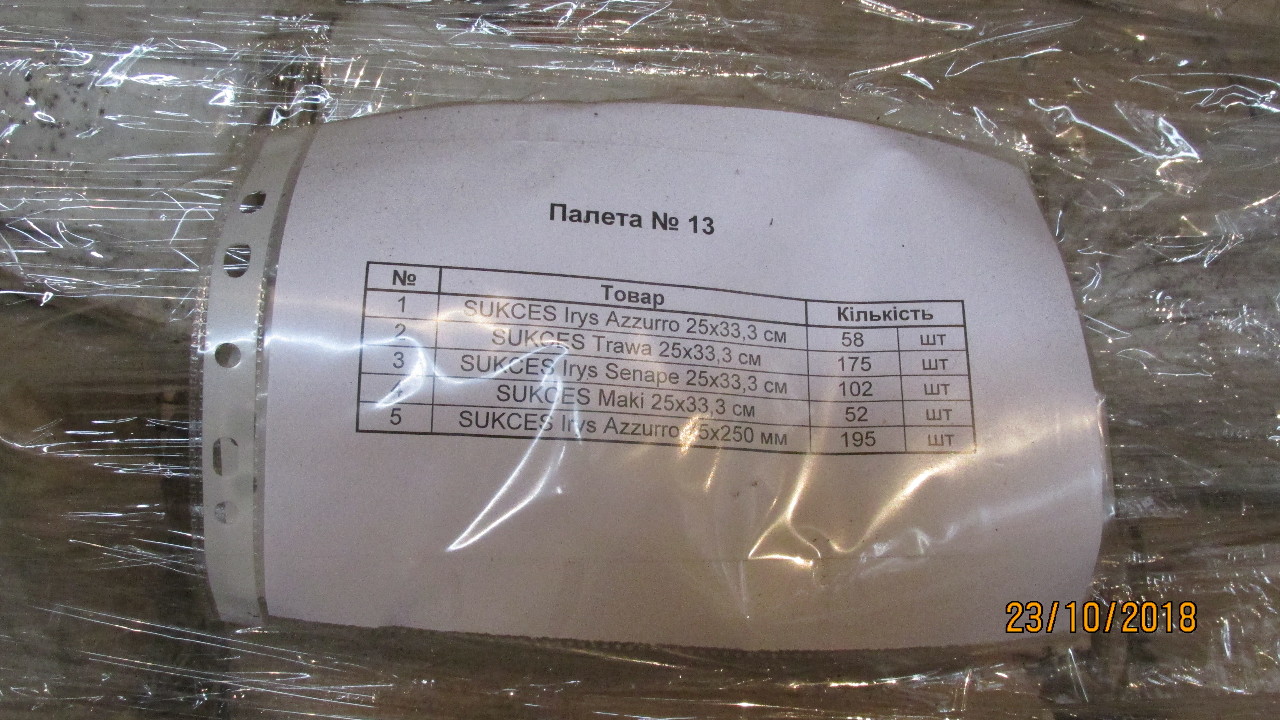 Палета № 13
№ Товар Кількість
1 SUKCES Irys Azzurro 25x33,3 см 58 шт
2 SUKCES Trawa 25x33,3 см 175 шт
3 SUKCES Irys Senape 25x33,3 см 102 шт
4 SUKCES Maki 25x33,3 см 52 шт
5 SUKCES Irys Azzurro x250 мм 195 шт
23/10/2018